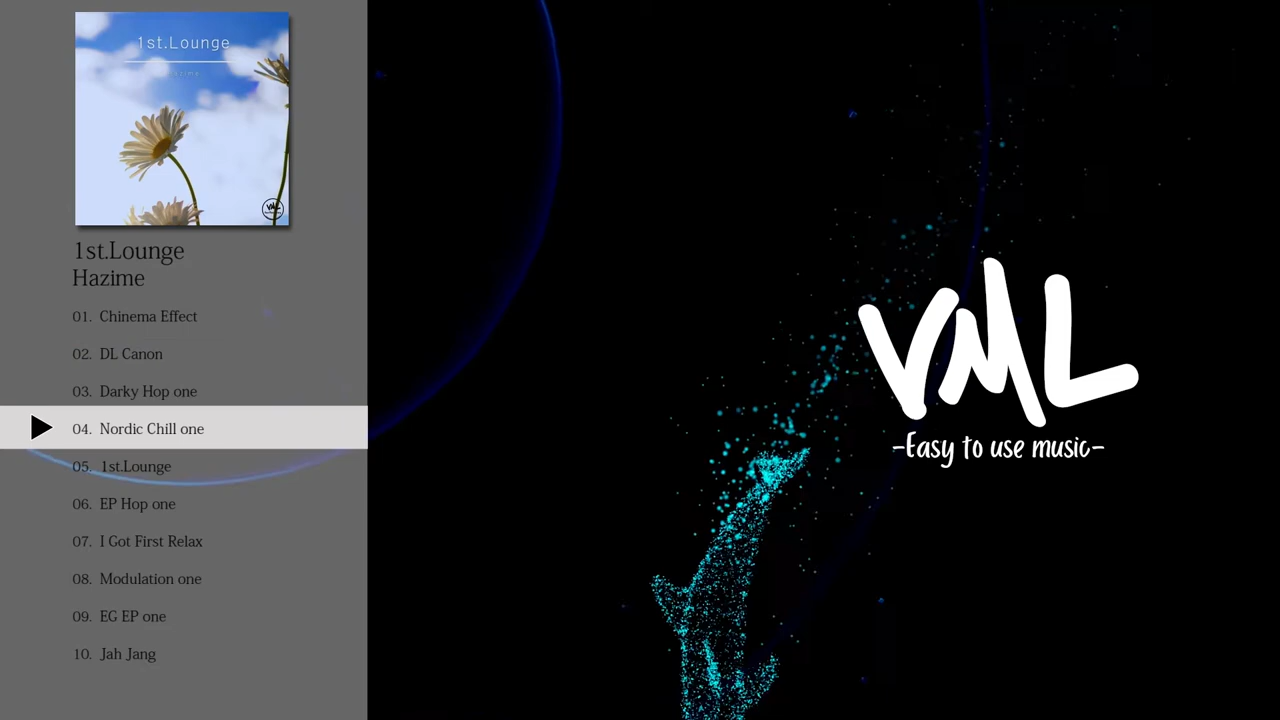 1st.Lounge
1st.Lounge
Hazime
01. Chinema Effect
02. DL Canon
03. Darky Hop one
04. Nordic Chill one
05. 1st.Lounge
06. EP Hop one
07. I Got First Relax
08. Modulation one
09. EG EP one
10. Jah Jang
VML
-Easy to use music-